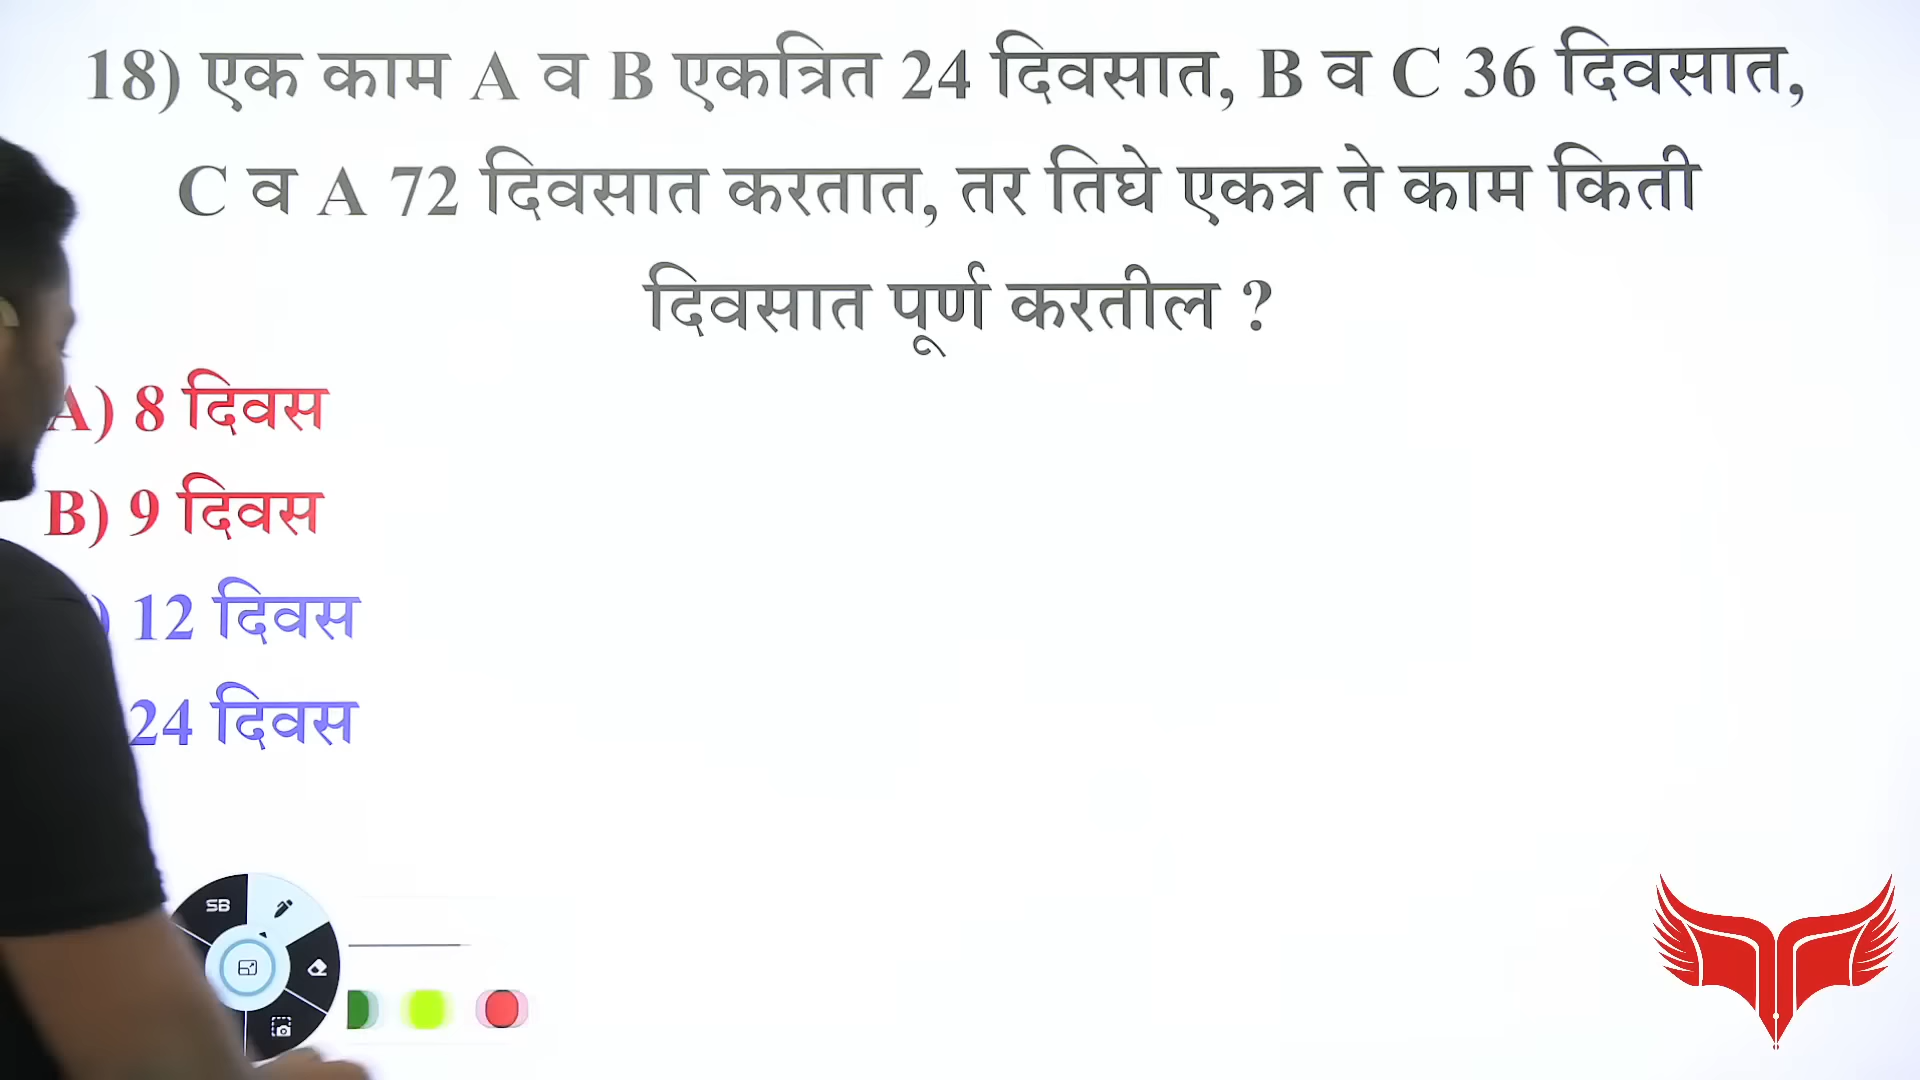 18) एक काम A व B एकत्रित 24 दिवसात, B व C 36 दिवसात,
C व A 72 दिवसात करतात, तर तिघे एकत्र ते काम किती
दिवसात पूर्ण करतील ?
A) 8 दिवस
B) 9 दिवस
) 12 दिवस
24 दिवस
SB